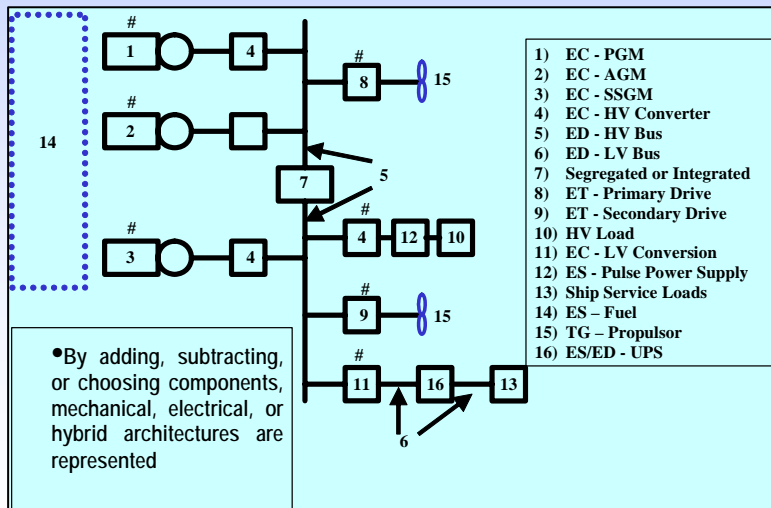 #
1
4
#
8
15
#
2
14
5
7
#
3
4
#
4
12
10
#
9
15
#
11
16
13
6
1) EC - PGM
2) EC - AGM
3) EC - SSGM
4) EC - HV Converter
5) ED - HV Bus
6) ED - LV Bus
7) Segregated or Integrated
8) ET - Primary Drive
9) ET - Secondary Drive
10) HV Load
11) EC - LV Conversion
12) ES - Pulse Power Supply
13) Ship Service Loads
14) ES – Fuel
15) TG – Propulsor
16) ES/ED - UPS
•By adding, subtracting,
or choosing components,
mechanical, electrical, or
hybrid architectures are
represented